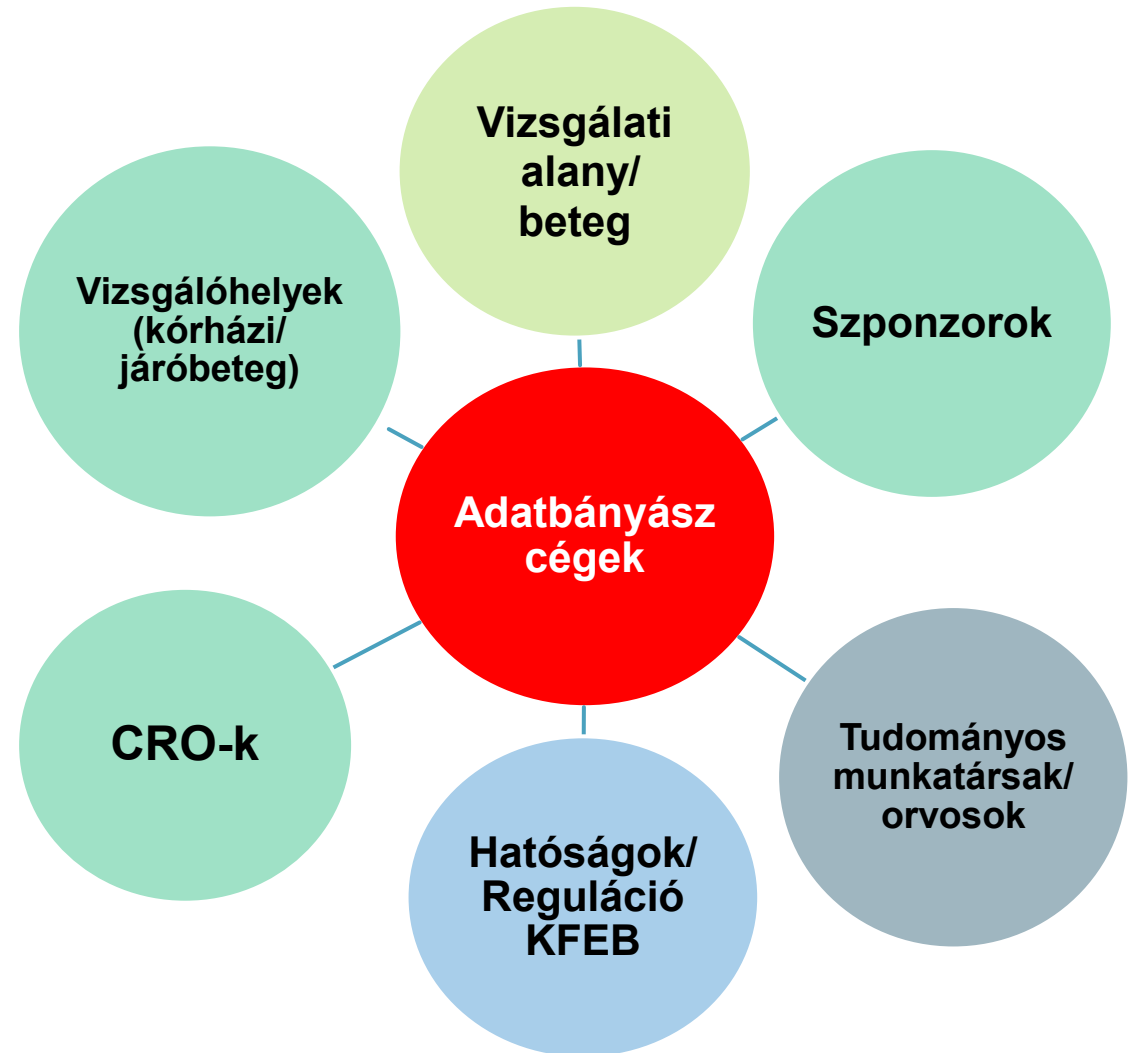 Vizsgálati
alany/
beteg
Vizsgálóhelyek
(kórházi/
járóbeteg)
Szponzorok
Adatbányász
cégek
CRO-k
Tudományos
munkatársak/
orvosok
Hatóságok/
Reguláció
KFEB